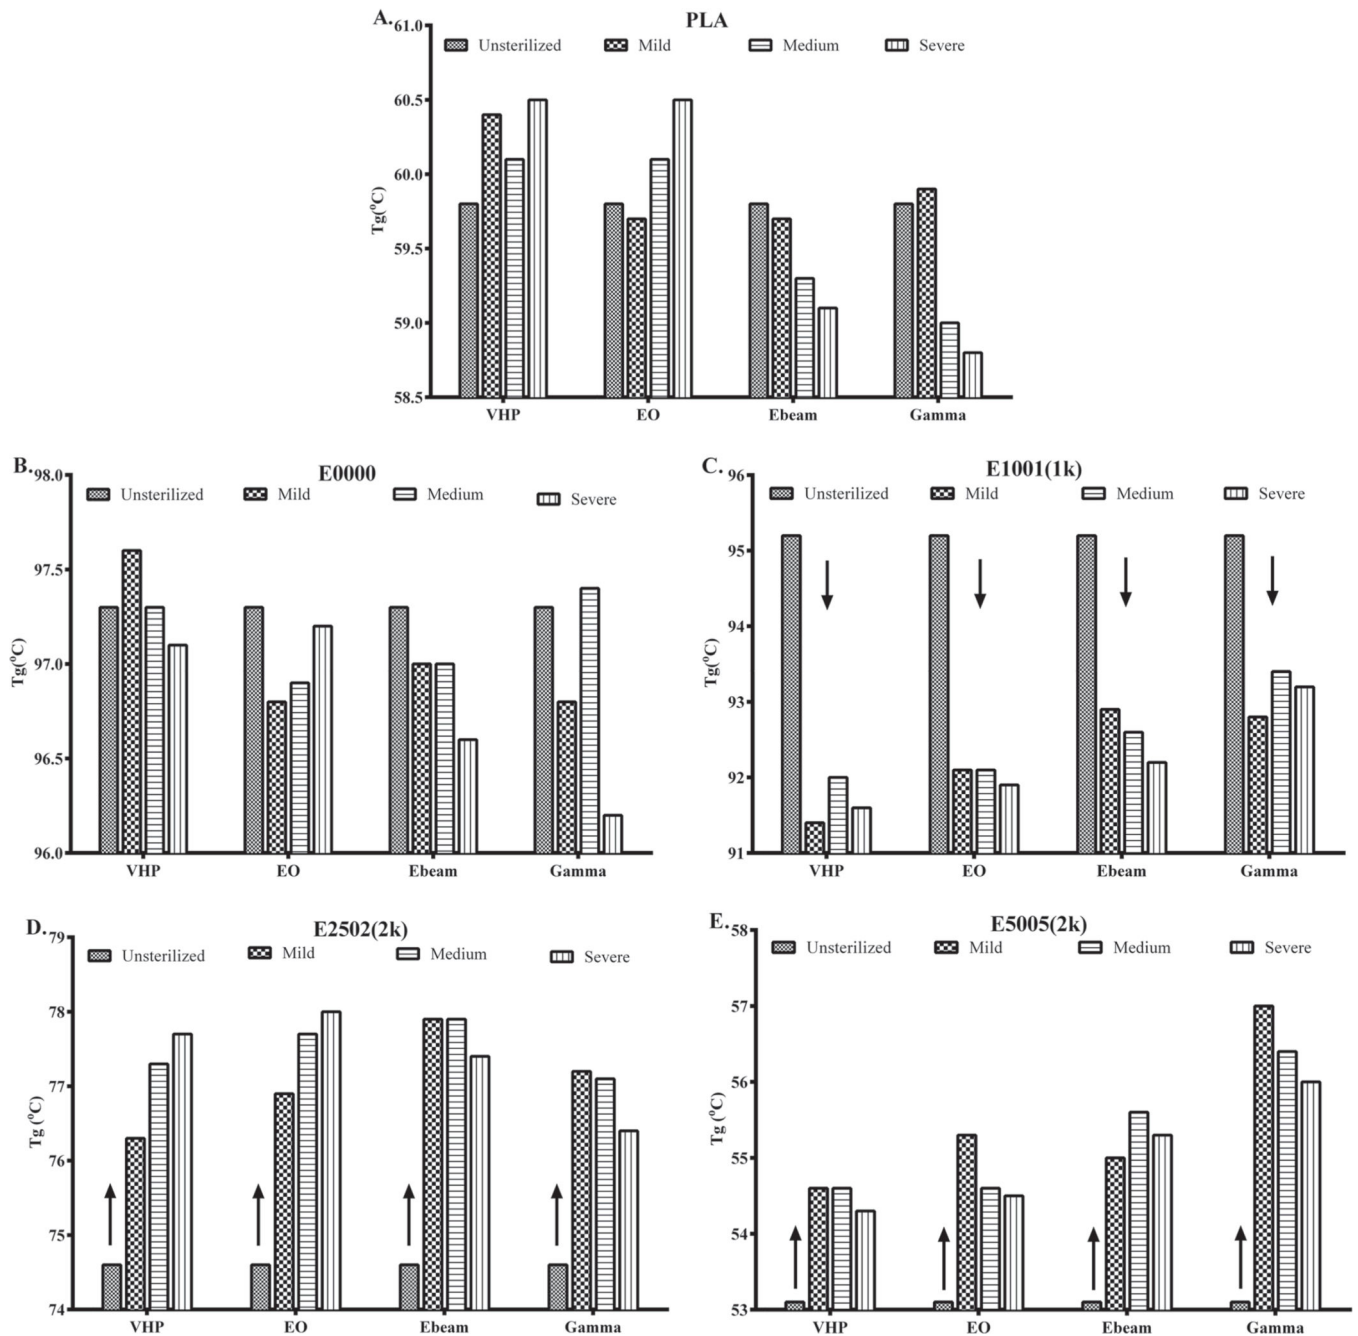 A. PLA
Unsterilized Mild Medium Severe
61.0
60.5
60.0
59.5
59.0
58.5
Tg(°C)
VHP EO Ebeam Gamma
B. E0000
Unsterilized Mild Medium Severe
98.0
97.5
97.0
96.5
96.0
Tg(°C)
VHP EO Ebeam Gamma
C. E1001(1k)
Unsterilized Mild Medium Severe
96
95
94
93
92
91
Tg(°C)
VHP EO Ebeam Gamma
D. E2502(2k)
Unsterilized Mild Medium Severe
79
78
77
76
75
74
Tg (°C)
VHP EO Ebeam Gamma
E. E5005(2k)
Unsterilized Mild Medium Severe
58
57
56
55
54
53
Tg (°C)
VHP EO Ebeam Gamma